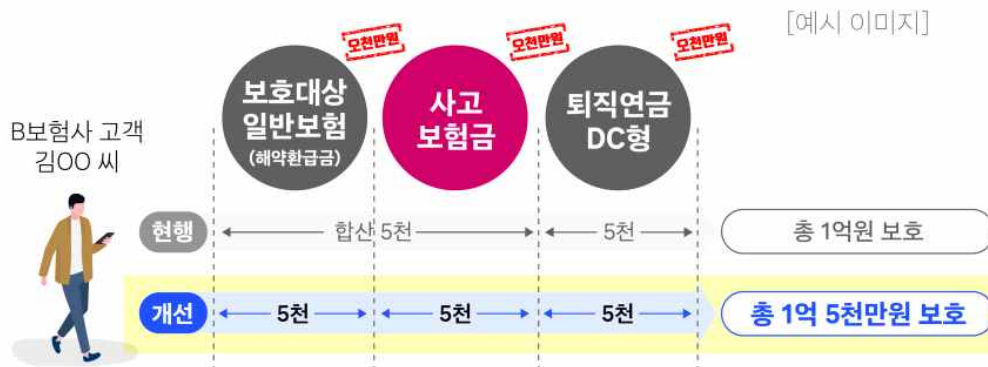 [예시 이미지]
오천만원
오천만원
오천만원
보호대상
일반보험
(해약환급금)
사고
보험금
퇴직연금
DC형
B보험사 고객
김OO 씨
현행
합산 5천
5천
총 1억원 보호
개선
5천
5천
5천
총 1억 5천만원 보호